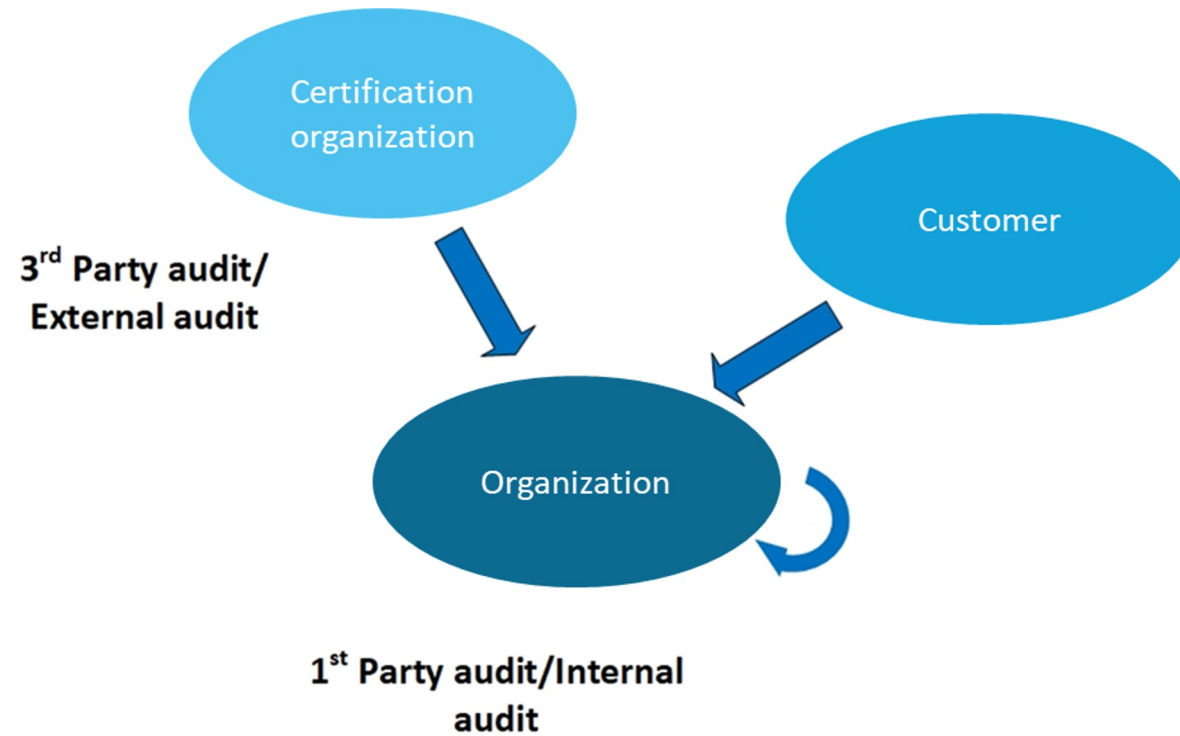 Certification
organization
Customer
3rd Party audit/
External audit
Organization
1st Party audit/Internal
audit